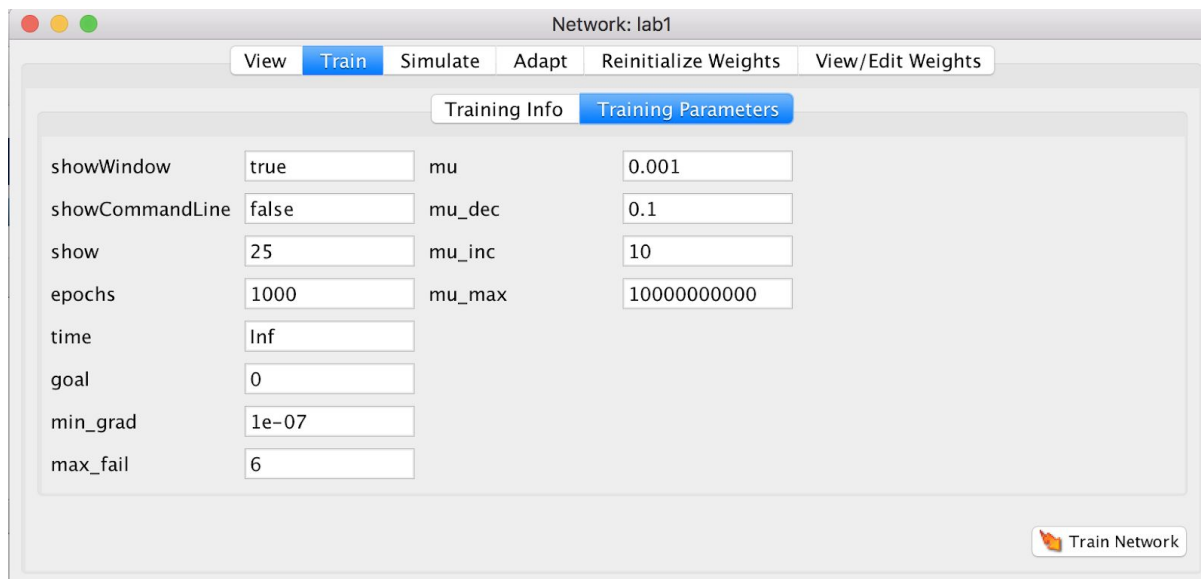 Network: lab1
View Train Simulate Adapt Reinitialize Weights View/Edit Weights
Training Info Training Parameters
showWindow true mu 0.001
showCommandLine false mu_dec 0.1
show 25 mu_inc 10
epochs 1000 mu_max 10000000000
time Inf
goal 0
min_grad 1e-07
max_fail 6
Train Network